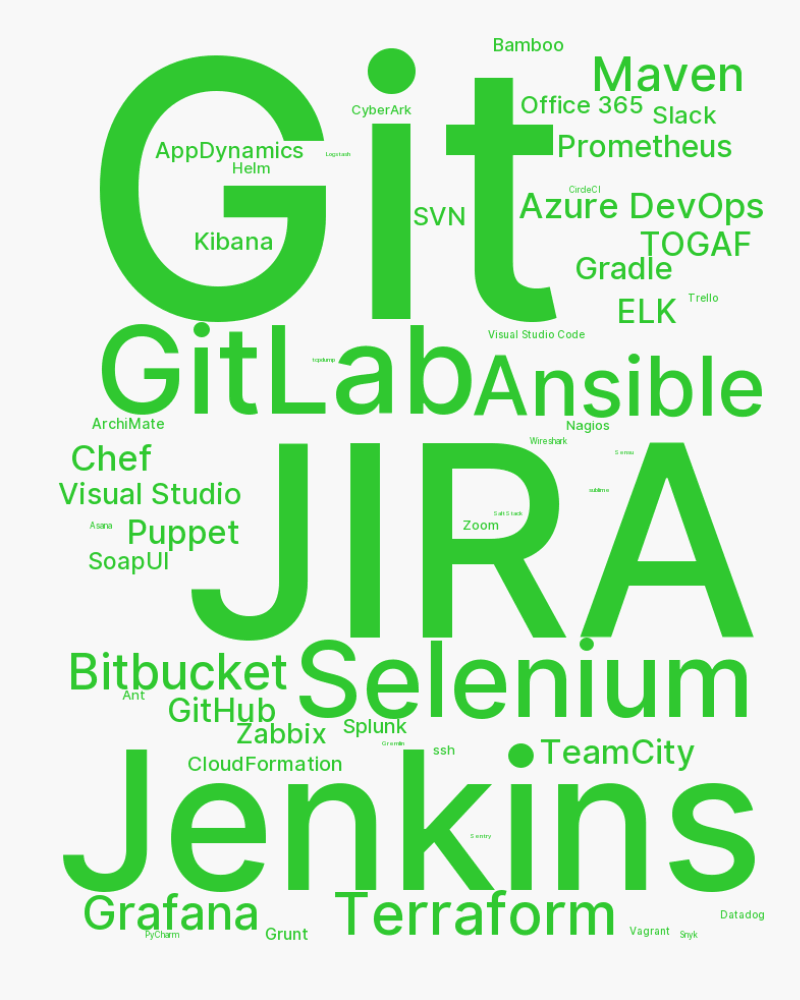 Bamboo
Maven
Git
CyberArk
Office 365
Slack
AppDynamics
Logstash
Prometheus
Helm
CircleCI
Azure DevOps
SVN
Kibana
TOGAF
Gradle
Trello
ELK
Visual Studio Code
GitLab
tcpdump
Ansible
ArchiMate
Nagios
Wireshark
Chef
Sensu
JIRA
Visual Studio
sublime
SaltStack
Asana
Zoom
Puppet
SoapUI
Bitbucket
Selenium
Ant
GitHub
Splunk
Zabbix
Gremlin
ssh
TeamCity
CloudFormation
Jenkins
Sentry
Grafana
Terraform
Datadog
PyCharm
Grunt
Vagrant
Snyk